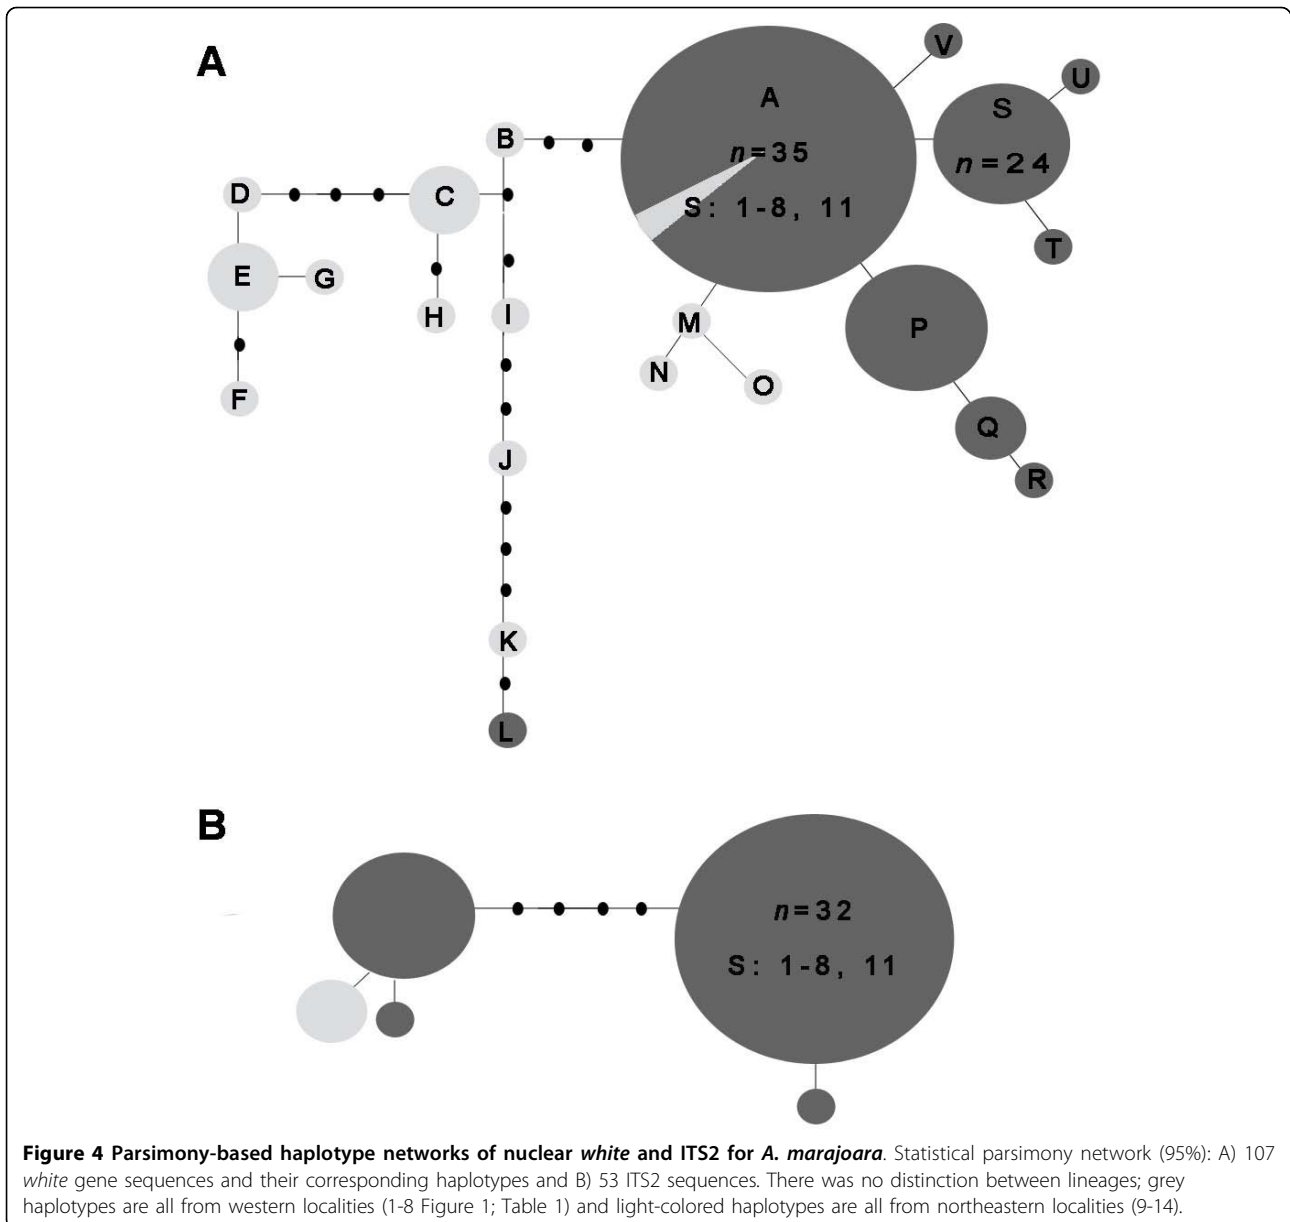 A
A
n=35
S: 1-8, 11
V
U
S
n=24
T
B
D
C
E
G
H
I
F
M
N
O
P
Q
R
J
K
L
B
n=32
S: 1-8, 11
Figure 4 Parsimony-based haplotype networks of nuclear white and ITS2 for A. marajoara. Statistical parsimony network (95%): A) 107
white gene sequences and their corresponding haplotypes and B) 53 ITS2 sequences. There was no distinction between lineages; grey
haplotypes are all from western localities (1-8 Figure 1; Table 1) and light-colored haplotypes are all from northeastern localities (9-14).